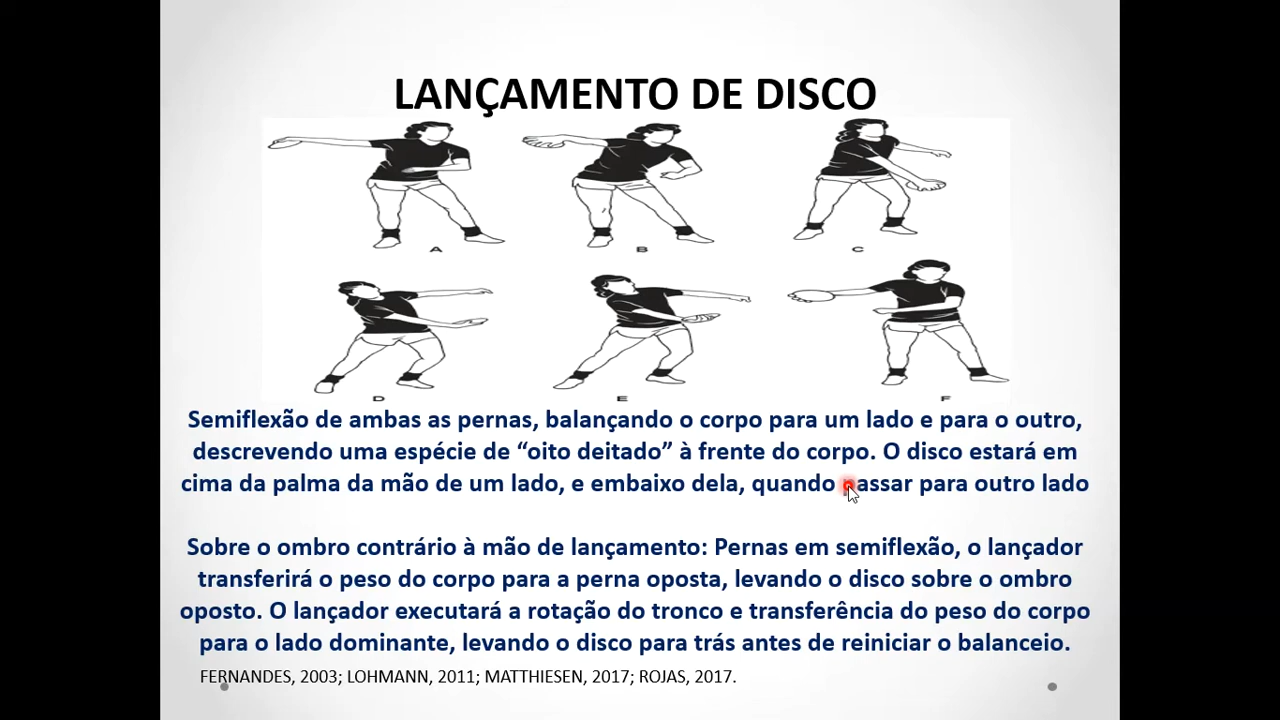 LANÇAMENTO DE DISCO
A B C
D E F
Semiflexão de ambas as pernas, balançando o corpo para um lado e para o outro,
descrevendo uma espécie de “oito deitado” à frente do corpo. O disco estará em
cima da palma da mão de um lado, e embaixo dela, quando passar para outro lado
Sobre o ombro contrário à mão de lançamento: Pernas em semiflexão, o lançador
transferirá o peso do corpo para a perna oposta, levando o disco sobre o ombro
oposto. O lançador executará a rotação do tronco e transferência do peso do corpo
para o lado dominante, levando o disco para trás antes de reiniciar o balanceio.
FERNANDES, 2003; LOHMANN, 2011; MATTHIESEN, 2017; ROJAS, 2017.